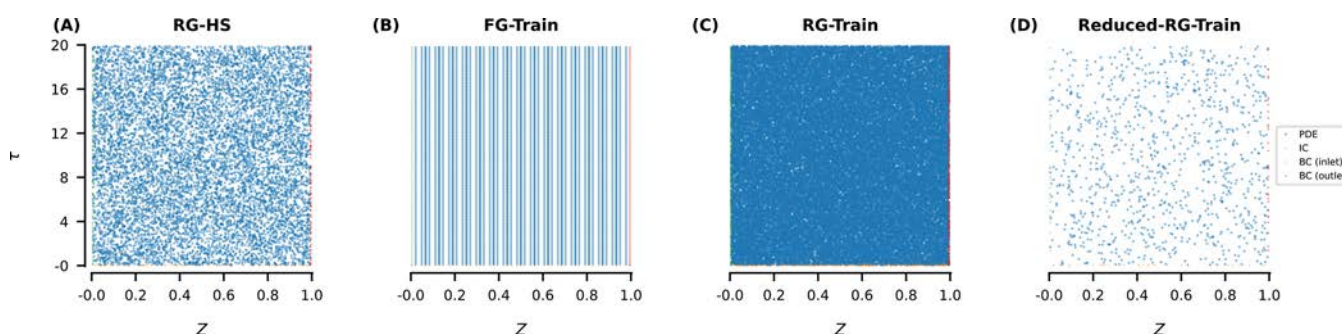 (A) RG-HS
(B) FG-Train
(C) RG-Train
(D) Reduced-RG-Train
20
16
12
8
4
-0
τ
-0.0 0.2 0.4 0.6 0.8 1.0
-0.0 0.2 0.4 0.6 0.8 1.0
-0.0 0.2 0.4 0.6 0.8 1.0
-0.0 0.2 0.4 0.6 0.8 1.0
Z
Z
Z
Z
PDE
IC
BC (inlet)
BC (outle